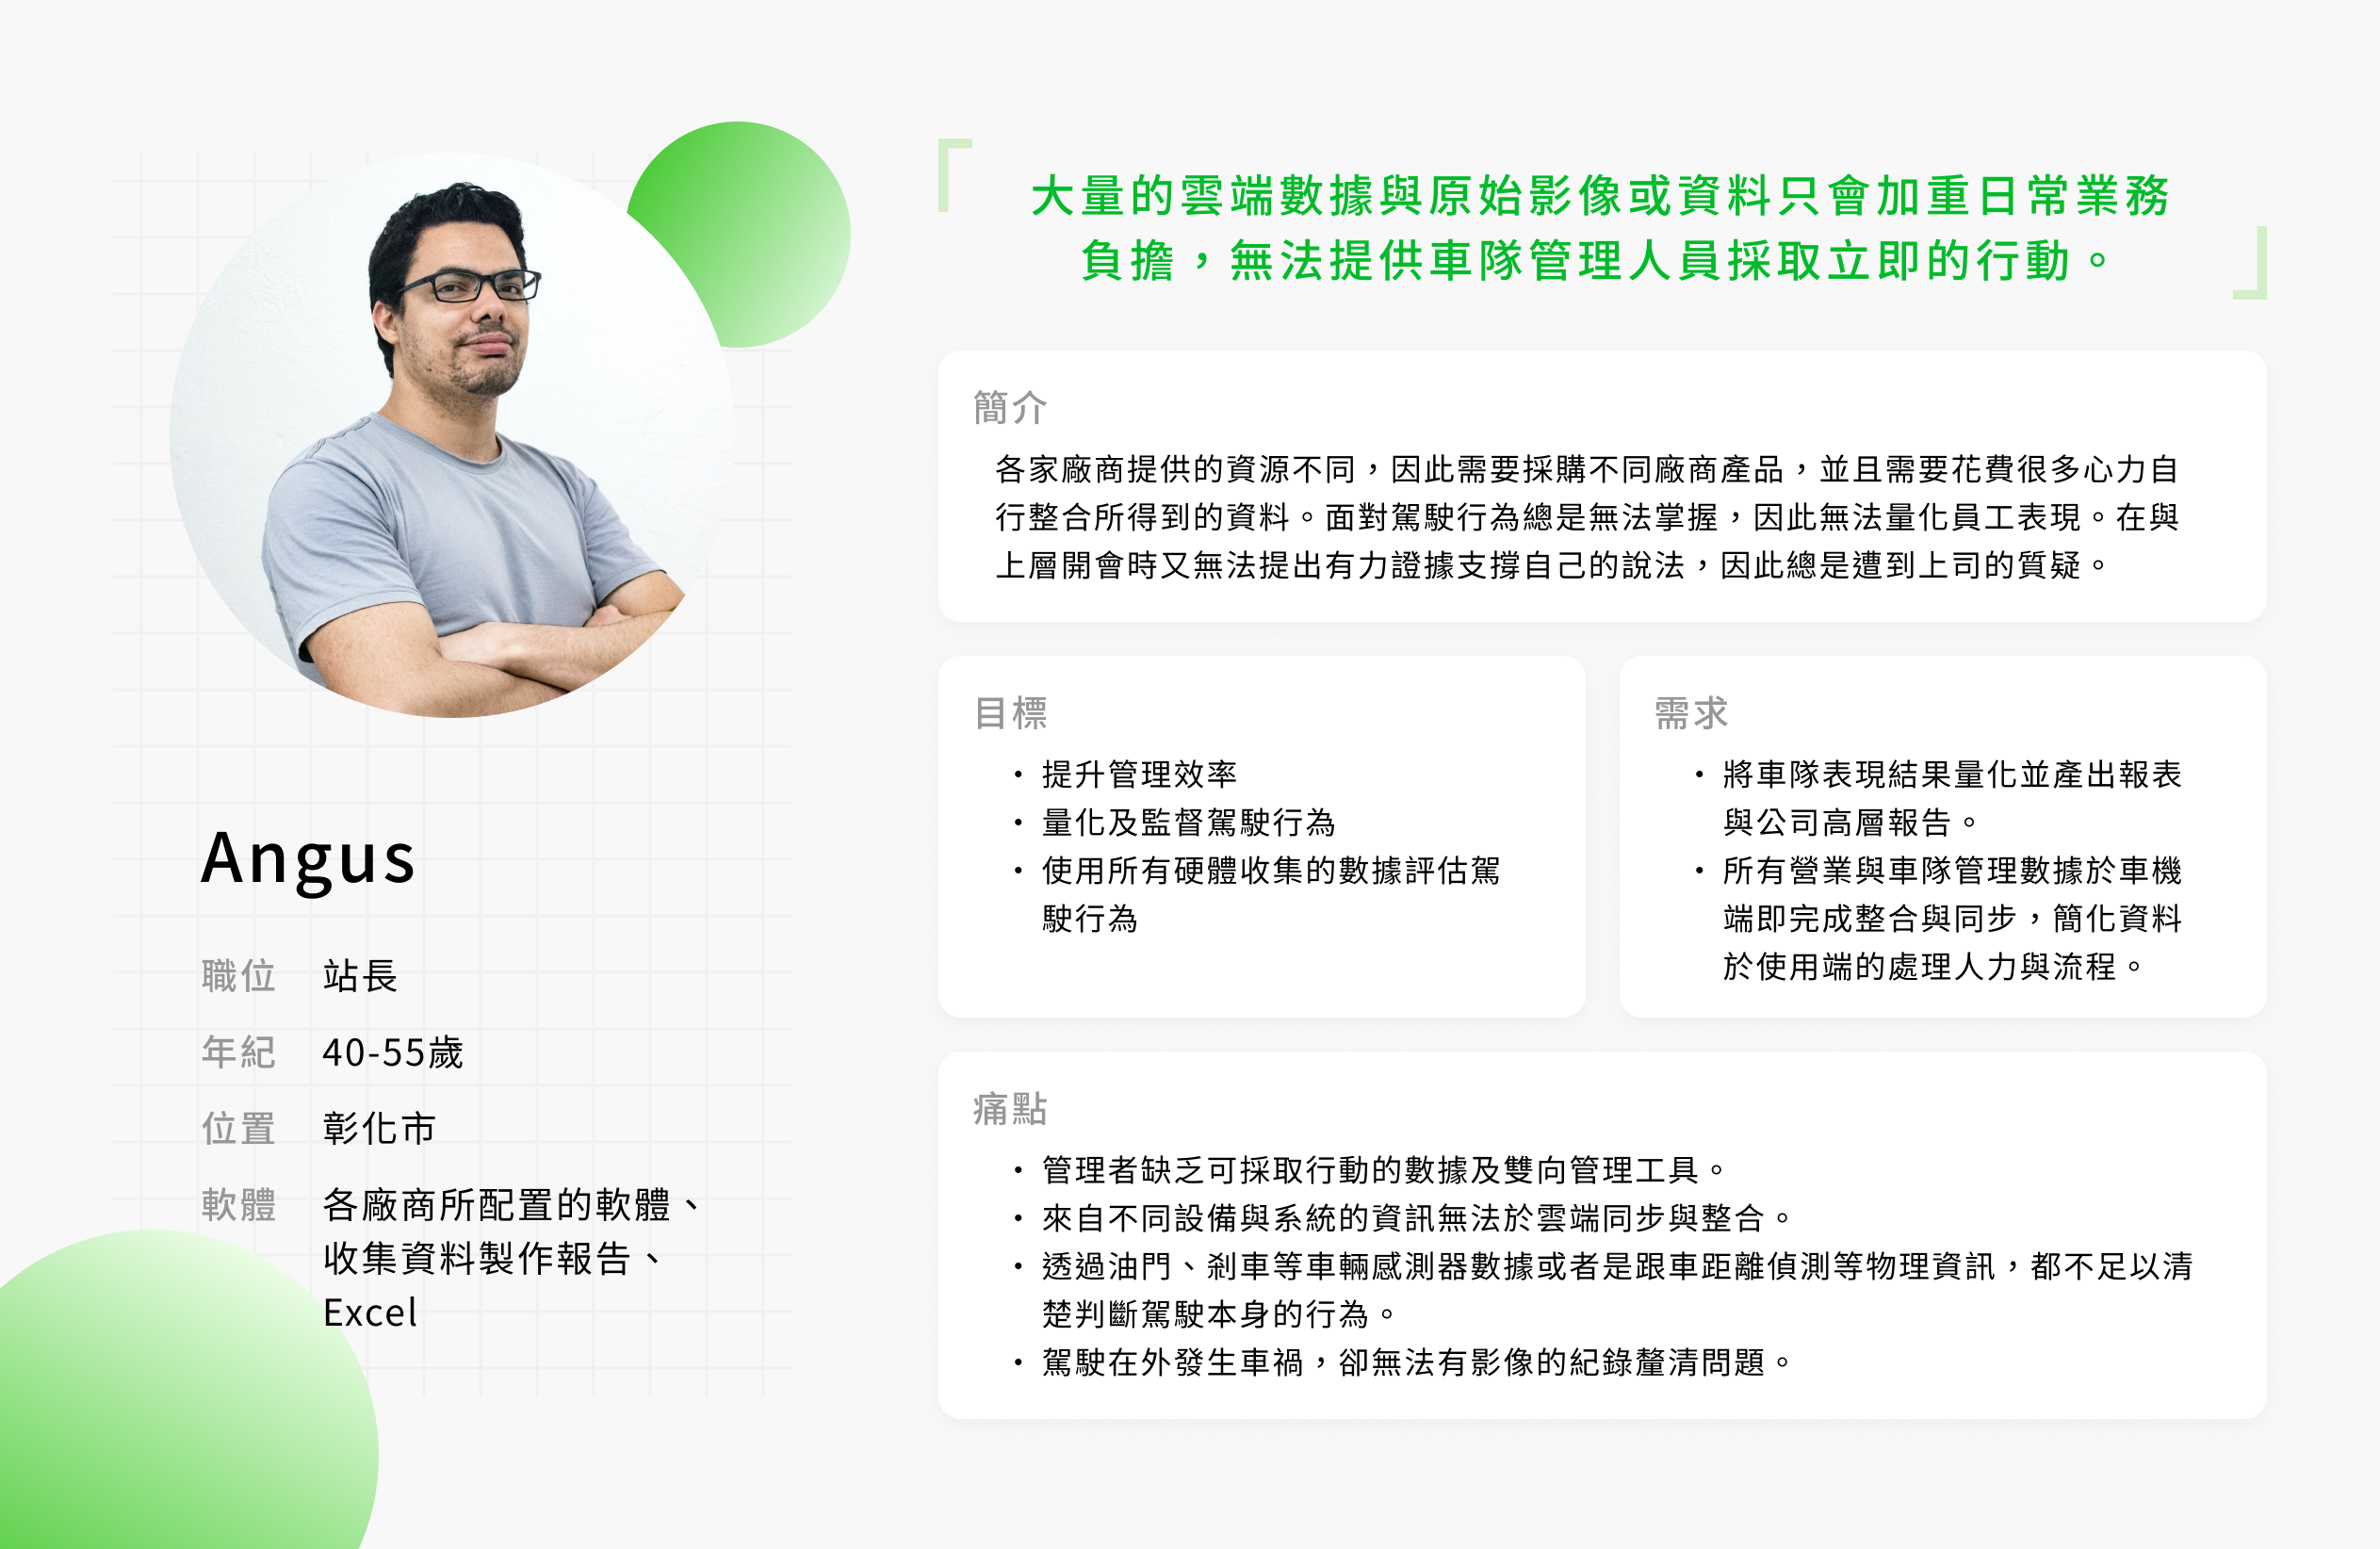 大量的雲端數據與原始影像或資料只會加重日常業務
負擔，無法提供車隊管理人員採取立即的行動。
Angus
職位 站長
年紀 40-55歲
位置 彰化市
軟體 各廠商所配置的軟體、
收集資料製作報告、
Excel
簡介
各家廠商提供的資源不同，因此需要採購不同廠商產品，並且需要花費很多心力自
行整合所得到的資料。面對駕駛行為總是無法掌握，因此無法量化員工表現。在與
上層開會時又無法提出有力證據支撐自己的說法，因此總是遭到上司的質疑。
目標
・提升管理效率
・量化及監督駕駛行為
・使用所有硬體收集的數據評估駕
駛行為
需求
・將車隊表現結果量化並產出報表
與公司高層報告。
・所有營業與車隊管理數據於車機
端即完成整合與同步，簡化資料
於使用端的處理人力與流程。
痛點
・管理者缺乏可採取行動的數據及雙向管理工具。
・來自不同設備與系統的資訊無法於雲端同步與整合。
・透過油門、剎車等車輛感測器數據或者是跟車距離偵測等物理資訊，都不足以清
楚判斷駕駛本身的行為。
・駕駛在外發生車禍，卻無法有影像的紀錄釐清問題。